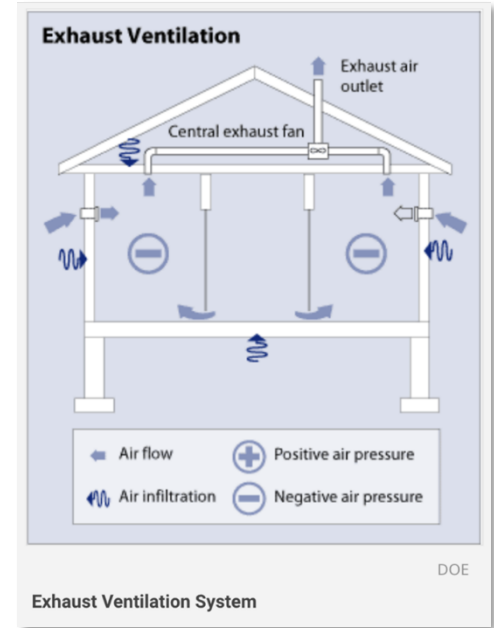 Exhaust Ventilation
Exhaust air
outlet
Central exhaust fan
Air flow
Positive air pressure
Air infiltration
Negative air pressure
DOE
Exhaust Ventilation System